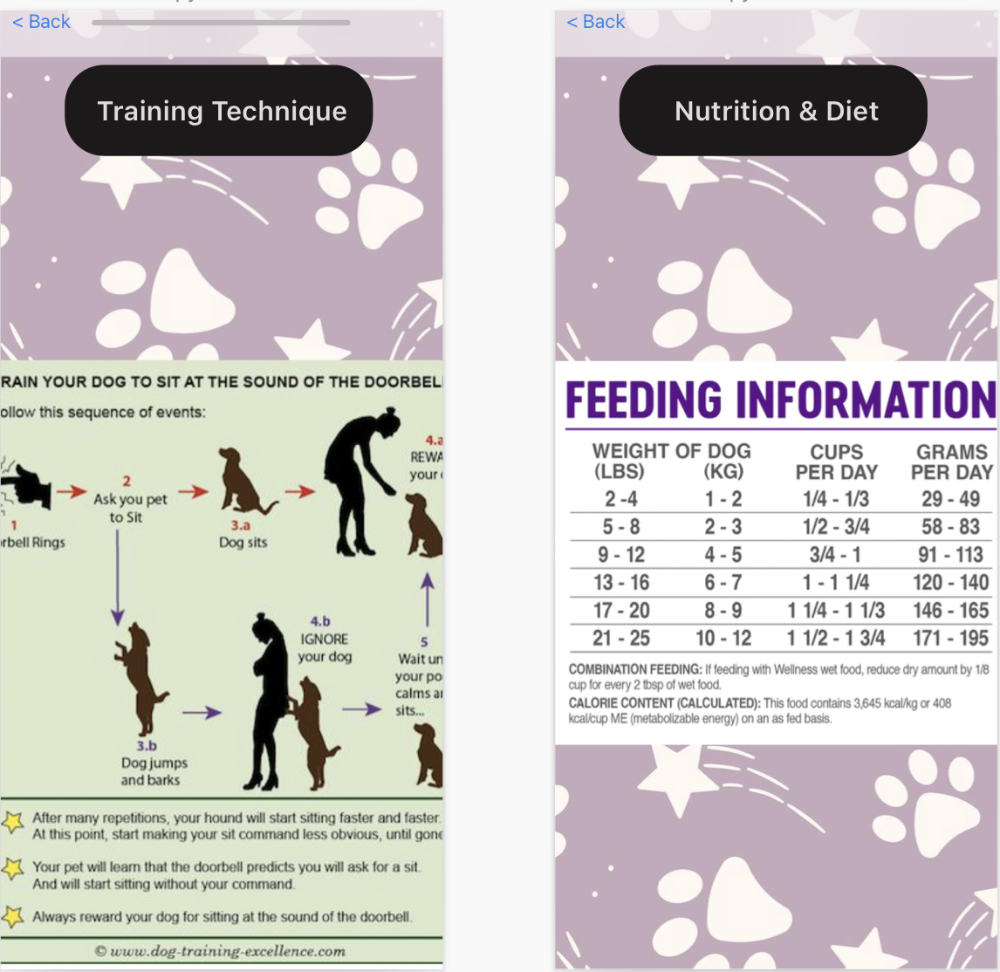 < Back
Training Technique
RAIN YOUR DOG TO SIT AT THE SOUND OF THE DOORBEL
ollow this sequence of events:
1
rbell Rings
2
Ask you pet
to Sit
3.a
Dog sits
4.a
REWA
your
3.b
Dog jumps
and barks
4.b
IGNORE
your dog
5
Wait un
your po
calms a
sits...
After many repetitions, your hound will start sitting faster and faster.
At this point, start making your sit command less obvious, until gone
Your pet will learn that the doorbell predicts you will ask for a sit.
And will start sitting without your command.
Always reward your dog for sitting at the sound of the doorbell.
© www.dog-training-excellence.com
< Back
Nutrition & Diet
FEEDING INFORMATION
WEIGHT OF DOG CUPS GRAMS
(LBS) (KG) PER DAY PER DAY
2 -4 1 - 2 1/4 - 1/3 29 - 49
5 - 8 2 - 3 1/2 - 3/4 58 - 83
9 - 12 4 - 5 3/4 - 1 91 - 113
13 - 16 6 - 7 1 - 1 1/4 120 - 140
17 - 20 8 - 9 1 1/4 - 1 1/3 146 - 165
21 - 25 10 - 12 1 1/2 - 1 3/4 171 - 195
COMBINATION FEEDING: If feeding with Wellness wet food, reduce dry amount by 1/8
cup for every 2 tbsp of wet food.
CALORIE CONTENT (CALCULATED): This food contains 3,645 kcal/kg or 408
kcal/cup ME (metabolizable energy) on an as fed basis.